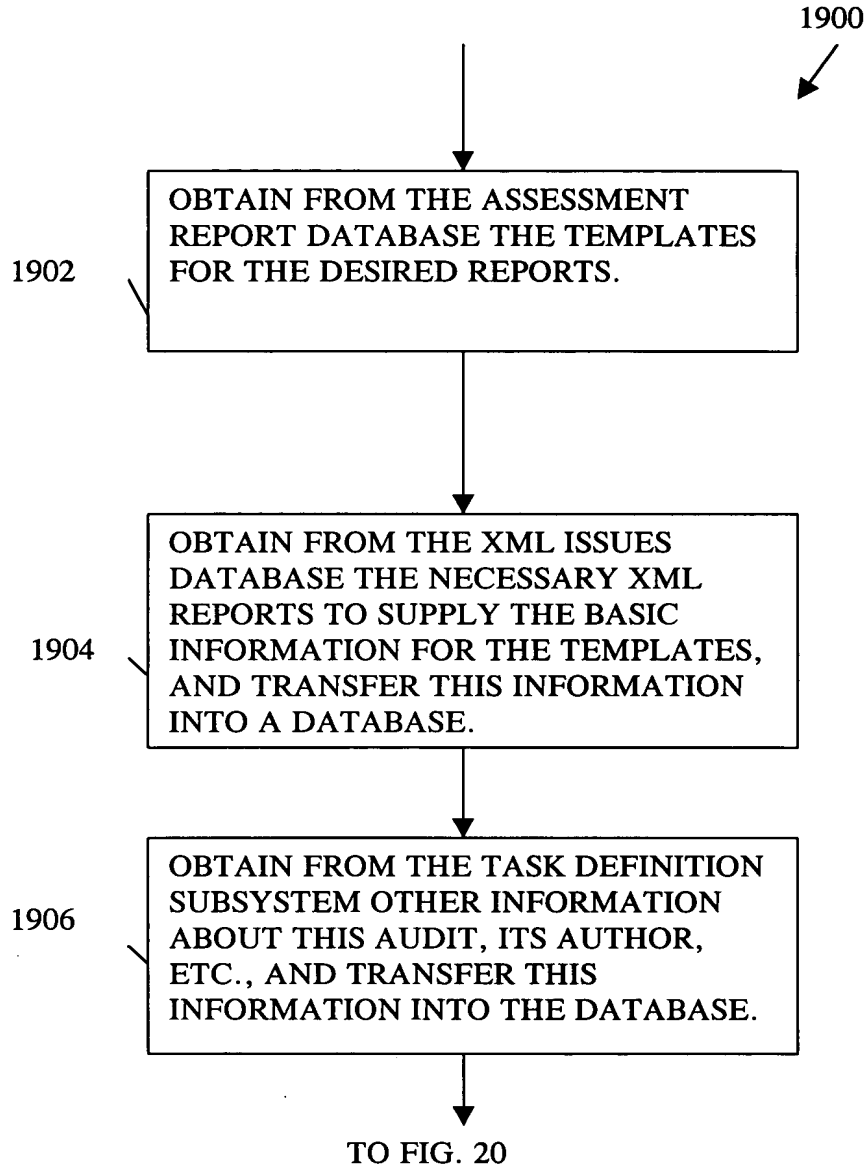 1900
OBTAIN FROM THE ASSESSMENT
REPORT DATABASE THE TEMPLATES
FOR THE DESIRED REPORTS.
1902
OBTAIN FROM THE XML ISSUES
DATABASE THE NECESSARY XML
REPORTS TO SUPPLY THE BASIC
INFORMATION FOR THE TEMPLATES,
AND TRANSFER THIS INFORMATION
INTO A DATABASE.
1904
OBTAIN FROM THE TASK DEFINITION
SUBSYSTEM OTHER INFORMATION
ABOUT THIS AUDIT, ITS AUTHOR,
ETC., AND TRANSFER THIS
INFORMATION INTO THE DATABASE.
1906
TO FIG. 20